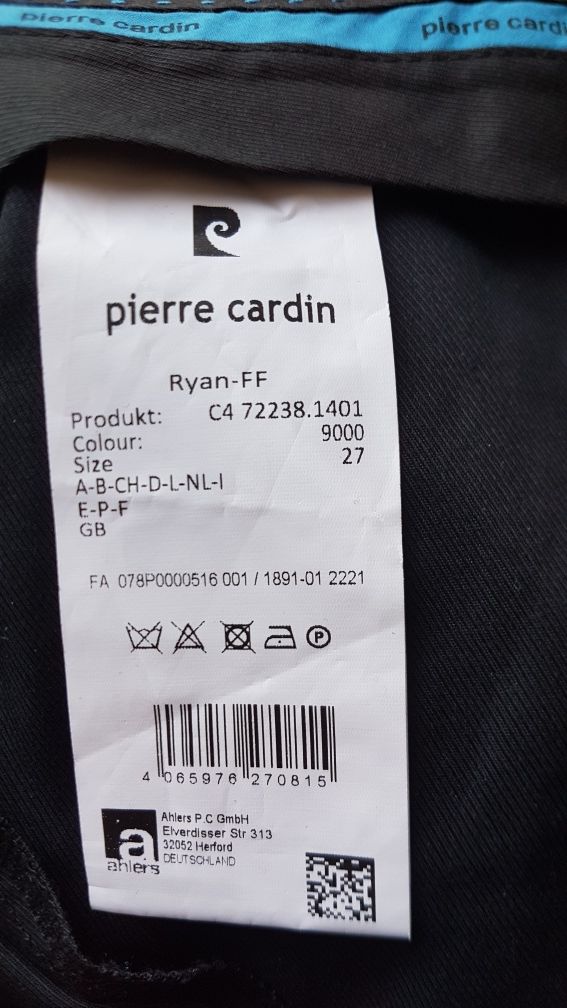 pierre cardin pierre cardi
pierre cardin
Ryan-FF
Produkt: C4 72238.1401
Colour: 9000
Size 27
A-B-CH-D-L-NL-I
E-P-F
GB
FA 078P0000516 001 / 1891-01 2221
P
4 065976 270815
a
ahlers
Ahlers P.C GmbH
Elverdisser Str 313
32052 Herford
DEUTSCHLAND